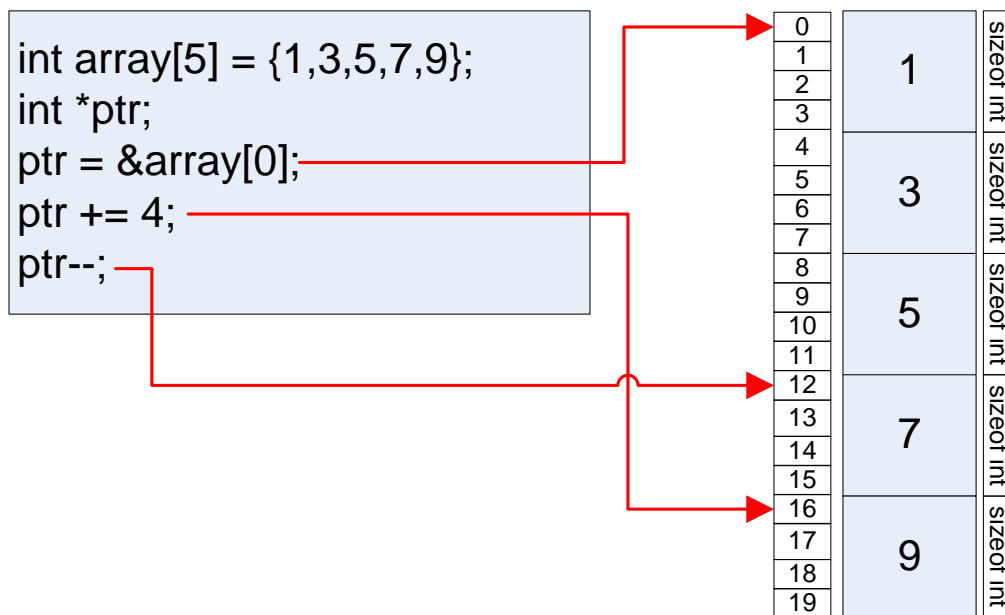 int array[5] = {1,3,5,7,9};
int *ptr;
ptr = &array[0];
ptr += 4;
ptr--;
0
1
2
3
4
5
6
7
8
9
10
11
12
13
14
15
16
17
18
19
1
3
5
7
9
sizeof int
sizeof int
sizeof int
sizeof int
sizeof int